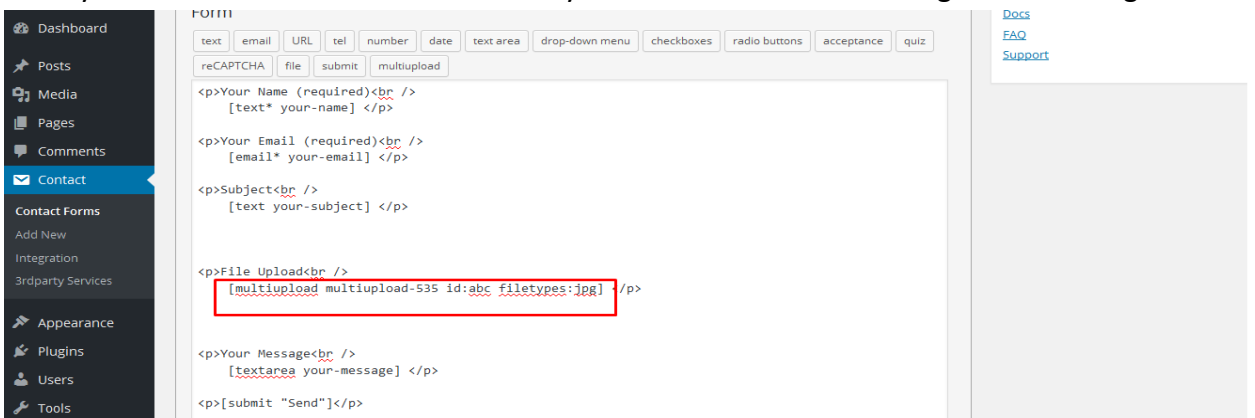 Form
Dashboard
Posts
Media
Pages
Comments
Contact
Contact Forms
Add New
Integration
3rdparty Services
Appearance
Plugins
Users
Tools
text email URL tel number date text area drop-down menu checkboxes radio buttons acceptance quiz
reCAPTCHA file submit multiupload
<p>Your Name (required)<br />
[text* your-name] </p>
<p>Your Email (required)<br />
[email* your-email] </p>
<p>Subject<br />
[text your-subject] </p>
<p>File Upload<br />
[multiupload multiupload-535 id:abc filetypes:jpg] </p>
<p>Your Message<br />
[textarea your-message] </p>
<p>[submit "Send"]</p>
Docs
FAQ
Support